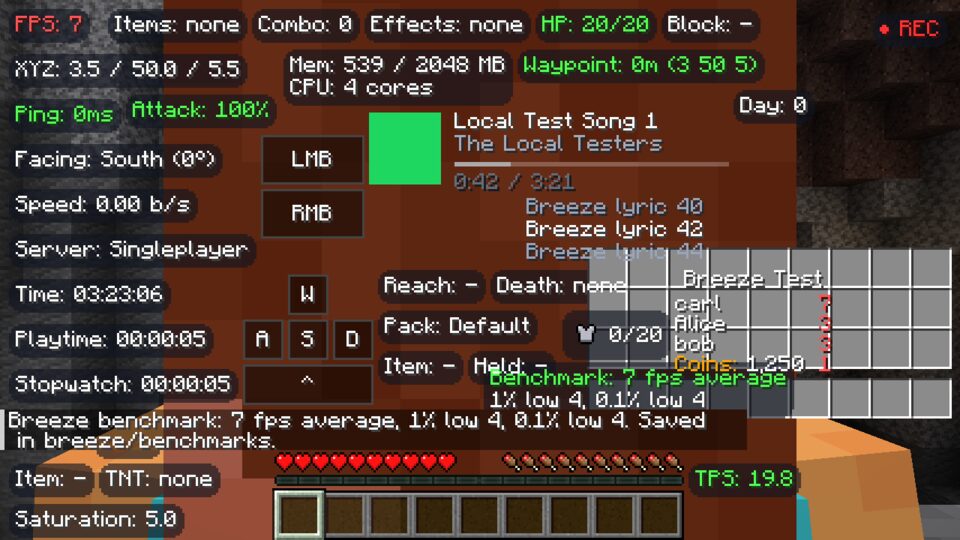 FPS: 7 Items: none Combo: 0 Effects: none HP: 20/20 Block: -
● REC
XYZ: 3.5 / 50.0 / 5.5
Mem: 539 / 2048 MB
CPU: 4 cores
Waypoint: 0m (3 50 5)
Ping: 0ms
Attack: 100%
Day: 0
Local Test Song 1
The Local Testers
0:42 / 3:21
Facing: South (0°)
LMB
Speed: 0.00 b/s
RMB
Breeze lyric 40
Breeze lyric 42
Breeze lyric 44
Server: Singleplayer
Time: 03:23:06
W
Reach: - Death: none
Breeze Test
carl 7
Alice 3
bob 3
Coins: 1,250 1
Playtime: 00:00:05
A S D
Pack: Default
0/20
Stopwatch: 00:00:05
^
Item: - Held: -
Benchmark: 7 fps average
1% low 4, 0.1% low 4
Breeze benchmark: 7 fps average, 1% low 4, 0.1% low 4. Saved
in breeze/benchmarks.
Item: - TNT: none
TPS: 19.8
Saturation: 5.0